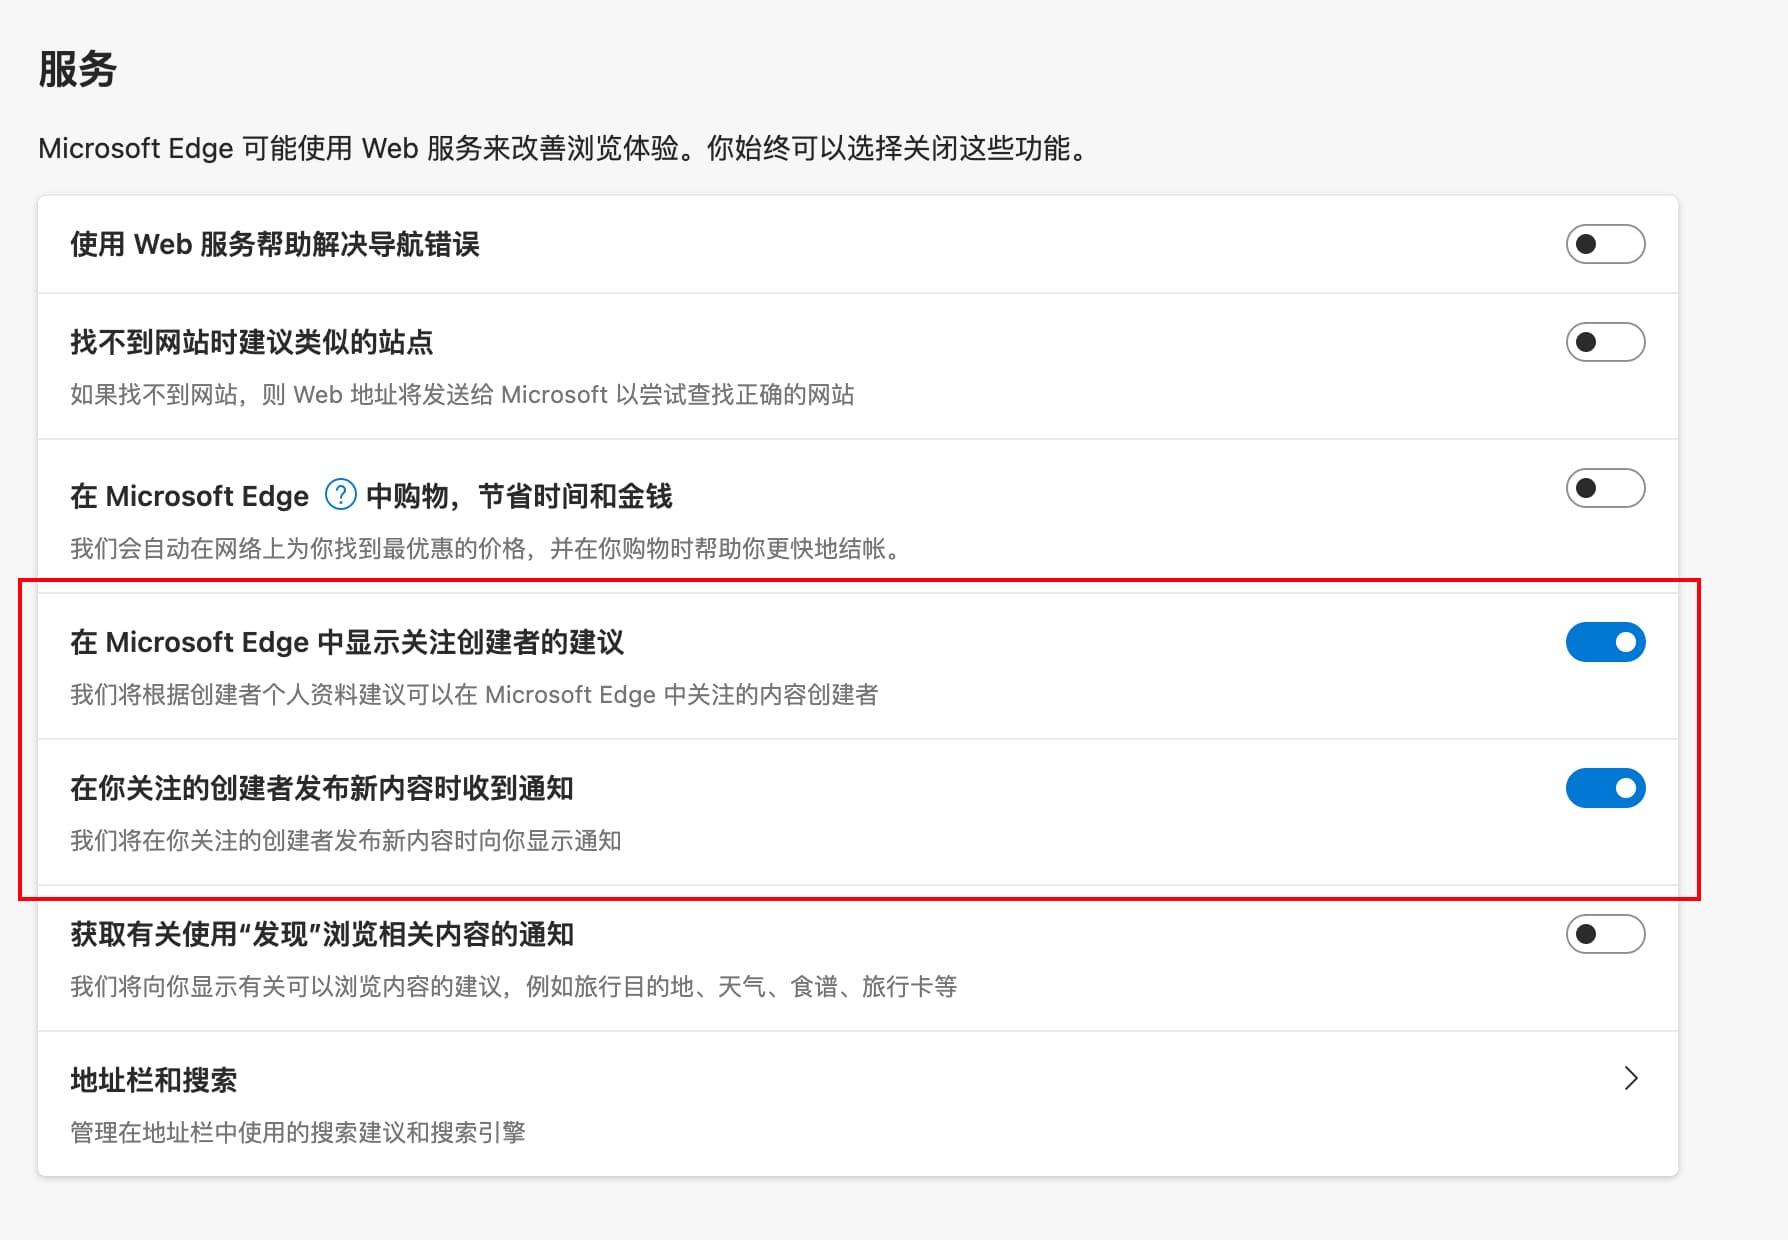 服务
Microsoft Edge 可能使用 Web 服务来改善浏览体验。你始终可以选择关闭这些功能。
使用 Web 服务帮助解决导航错误
找不到网站时建议类似的站点
如果找不到网站，则 Web 地址将发送给 Microsoft 以尝试查找正确的网站
在 Microsoft Edge ? 中购物，节省时间和金钱
我们会自动在网络上为你找到最优惠的价格，并在你购物时帮助你更快地结帐。
在 Microsoft Edge 中显示关注创建者的建议
我们将根据创建者个人资料建议可以在 Microsoft Edge 中关注的内容创建者
在你关注的创建者发布新内容时收到通知
我们将在你关注的创建者发布新内容时向你显示通知
获取有关使用“发现”浏览相关内容的通知
我们将向你显示有关可以浏览内容的建议，例如旅行目的地、天气、食谱、旅行卡等
地址栏和搜索
管理在地址栏中使用的搜索建议和搜索引擎